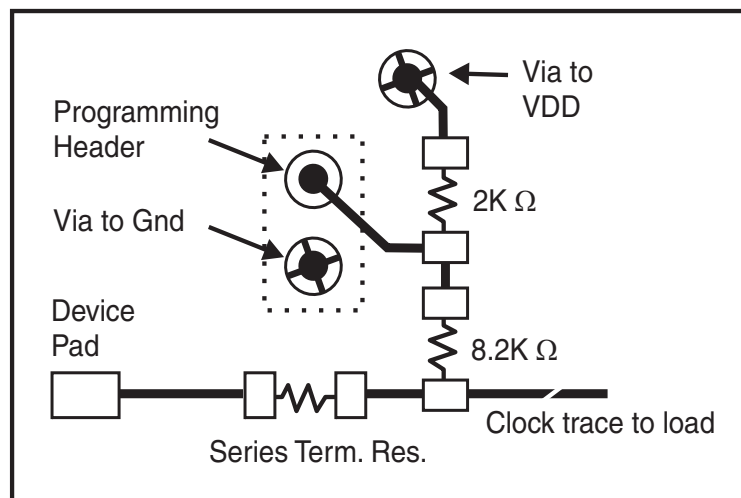 Via to
VDD
Programming
Header
2K Ω
Via to Gnd
Device
Pad
8.2K Ω
Clock trace to load
Series Term. Res.